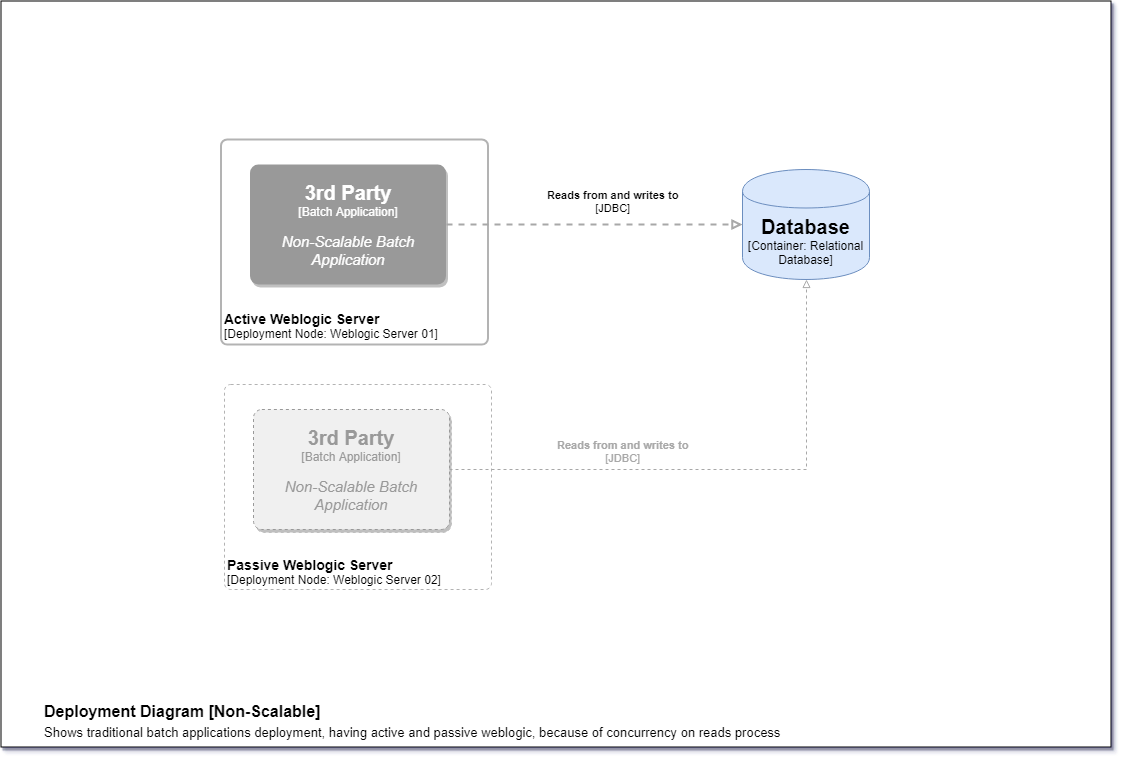 3rd Party
[Batch Application]
Non-Scalable Batch
Application
Active Weblogic Server
[Deployment Node: Weblogic Server 01]
Reads from and writes to
[JDBC]
Database
[Container: Relational
Database]
3rd Party
[Batch Application]
Non-Scalable Batch
Application
Passive Weblogic Server
[Deployment Node: Weblogic Server 02]
Reads from and writes to
[JDBC]
Deployment Diagram [Non-Scalable]
Shows traditional batch applications deployment, having active and passive weblogic, because of concurrency on reads process